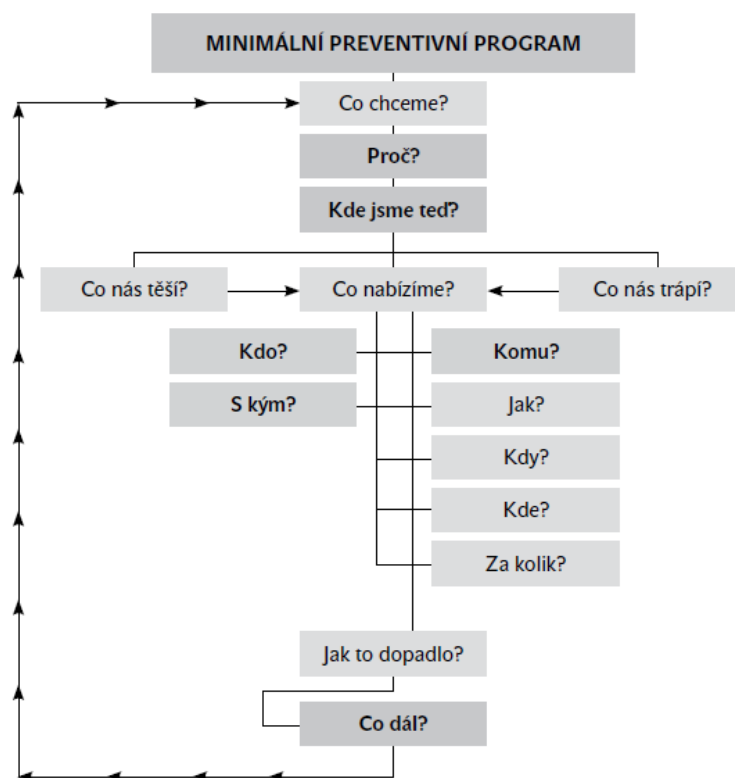 MINIMÁLNÍ PREVENTIVNÍ PROGRAM
Co chceme?
Proč?
Kde jsme teď?
Co nás těší?
Co nabízíme?
Co nás trápí?
Kdo?
Komu?
S kým?
Jak?
Kdy?
Kde?
Za kolik?
Jak to dopadlo?
Co dál?